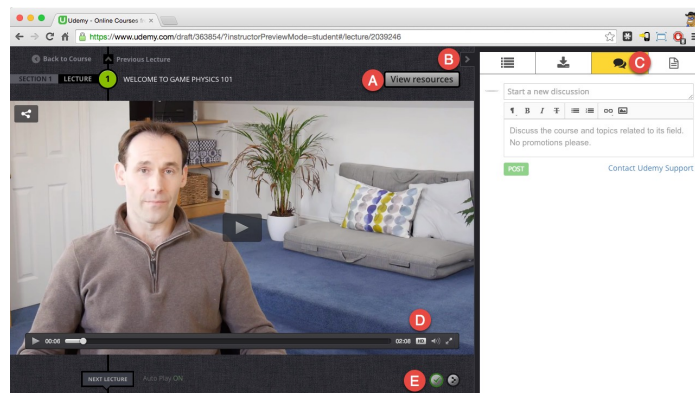 Udemy - Online Courses fr
https://www.udemy.com/draft/363854/?instructorPreviewMode=student#/lecture/2039246
Back to Course
Previous Lecture
B
C
SECTION 1 LECTURE 1 WELCOME TO GAME PHYSICS 101
A View resources
Start a new discussion
B I T
Discuss the course and topics related to its field.
No promotions please.
POST
Contact Udemy Support
D
00:06
02:08 HD
NEXT LECTURE Auto Play ON
E